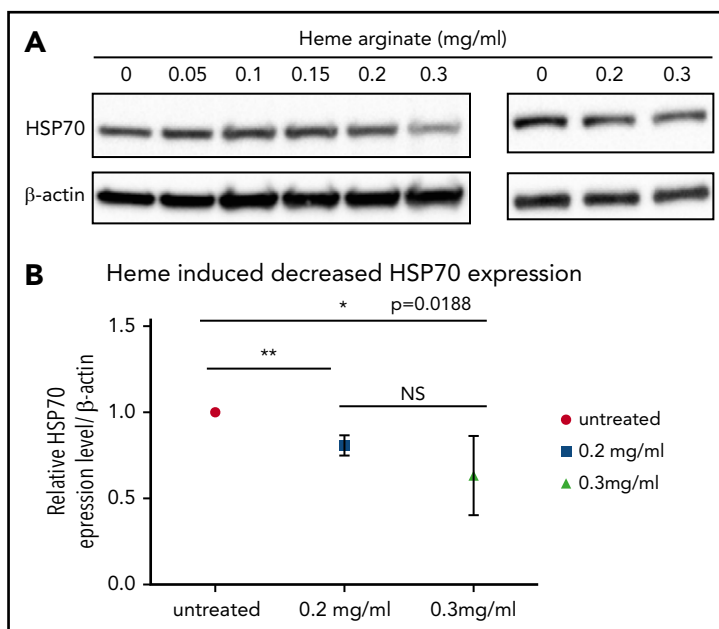 A
Heme arginate (mg/ml)
0 0.05 0.1 0.15 0.2 0.3 0 0.2 0.3
HSP70
β-actin
B Heme induced decreased HSP70 expression
* p=0.0188
**
NS
Relative HSP70
epression level/ β-actin
1.5
1.0
0.5
0.0
untreated 0.2 mg/ml 0.3mg/ml
untreated
0.2 mg/ml
0.3mg/ml